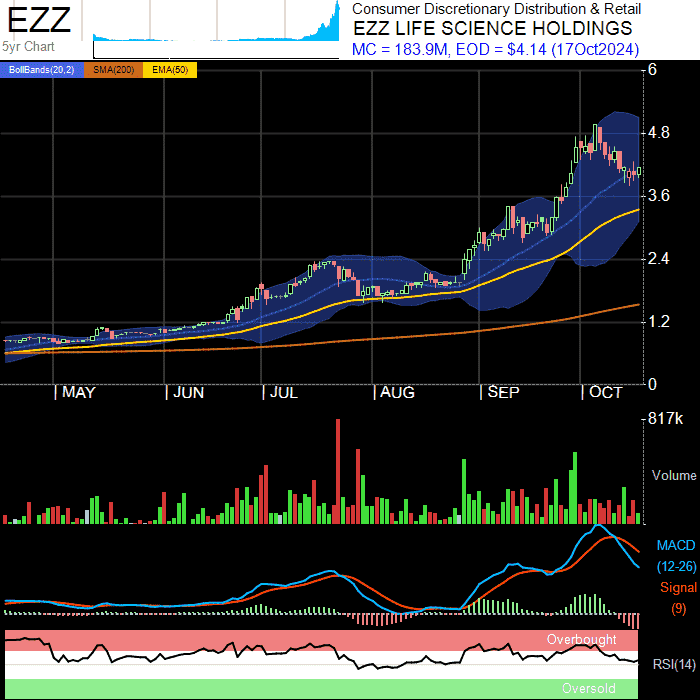 EZZ
5yr Chart
Consumer Discretionary Distribution & Retail
EZZ LIFE SCIENCE HOLDINGS
MC = 183.9M, EOD = $4.14 (17Oct2024)
BollBands(20,2) SMA(200) EMA(50)
6
4.8
3.6
2.4
1.2
0
MAY JUN JUL AUG SEP OCT
817k
Volume
MACD
(12-26)
Signal
(9)
Overbought
RSI(14)
Oversold